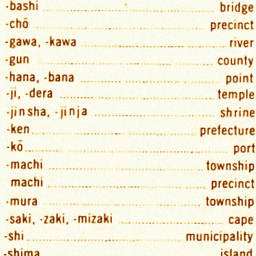 -bashi bridge
-chō precinct
-gawa, -kawa river
-gun county
-hana, -bana point
-ji, -dera temple
-jinsha, -jinja shrine
-ken prefecture
-kō port
-machi township
machi precinct
-mura township
-saki, -zaki, -mizaki cape
-shi municipality
-shima island